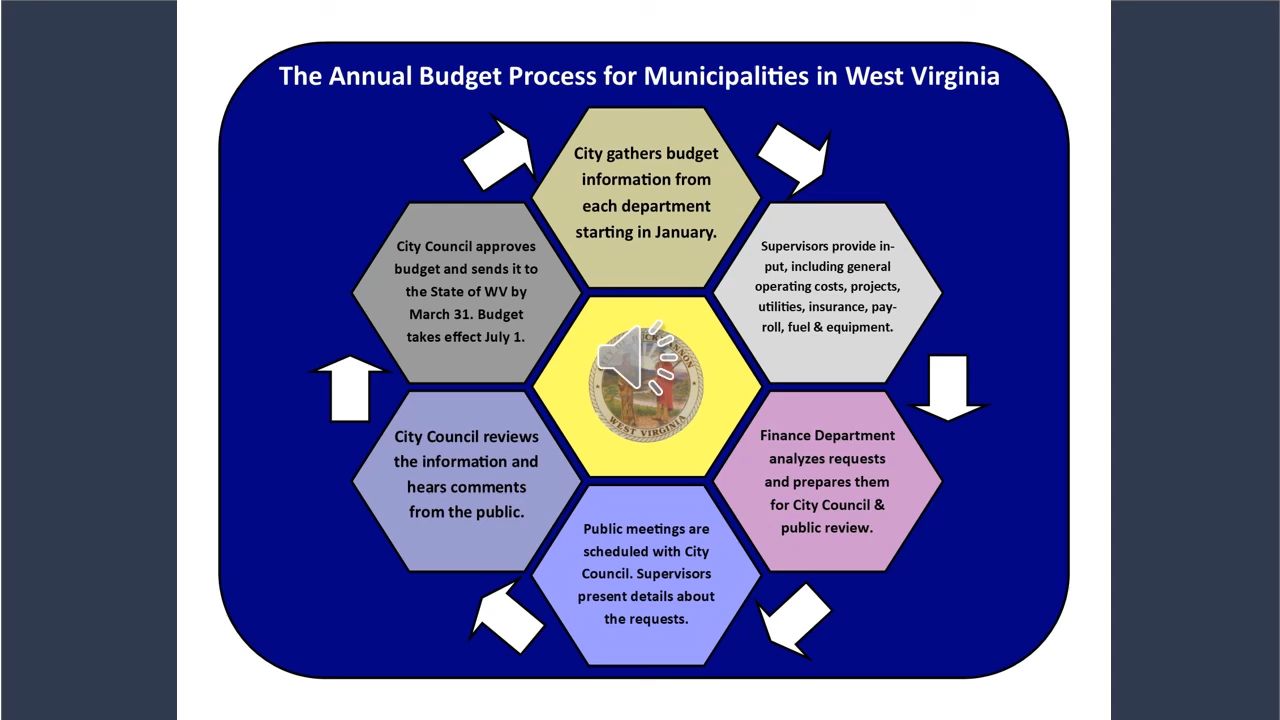 The Annual Budget Process for Municipalities in West Virginia
City gathers budget
information from
each department
starting in January.
Supervisors provide in-
put, including general
operating costs, projects,
utilities, insurance, pay-
roll, fuel & equipment.
Finance Department
analyzes requests
and prepares them
for City Council &
public review.
Public meetings are
scheduled with City
Council. Supervisors
present details about
the requests.
City Council reviews
the information and
hears comments
from the public.
City Council approves
budget and sends it to
the State of WV by
March 31. Budget
takes effect July 1.
WEST VIRGINIA